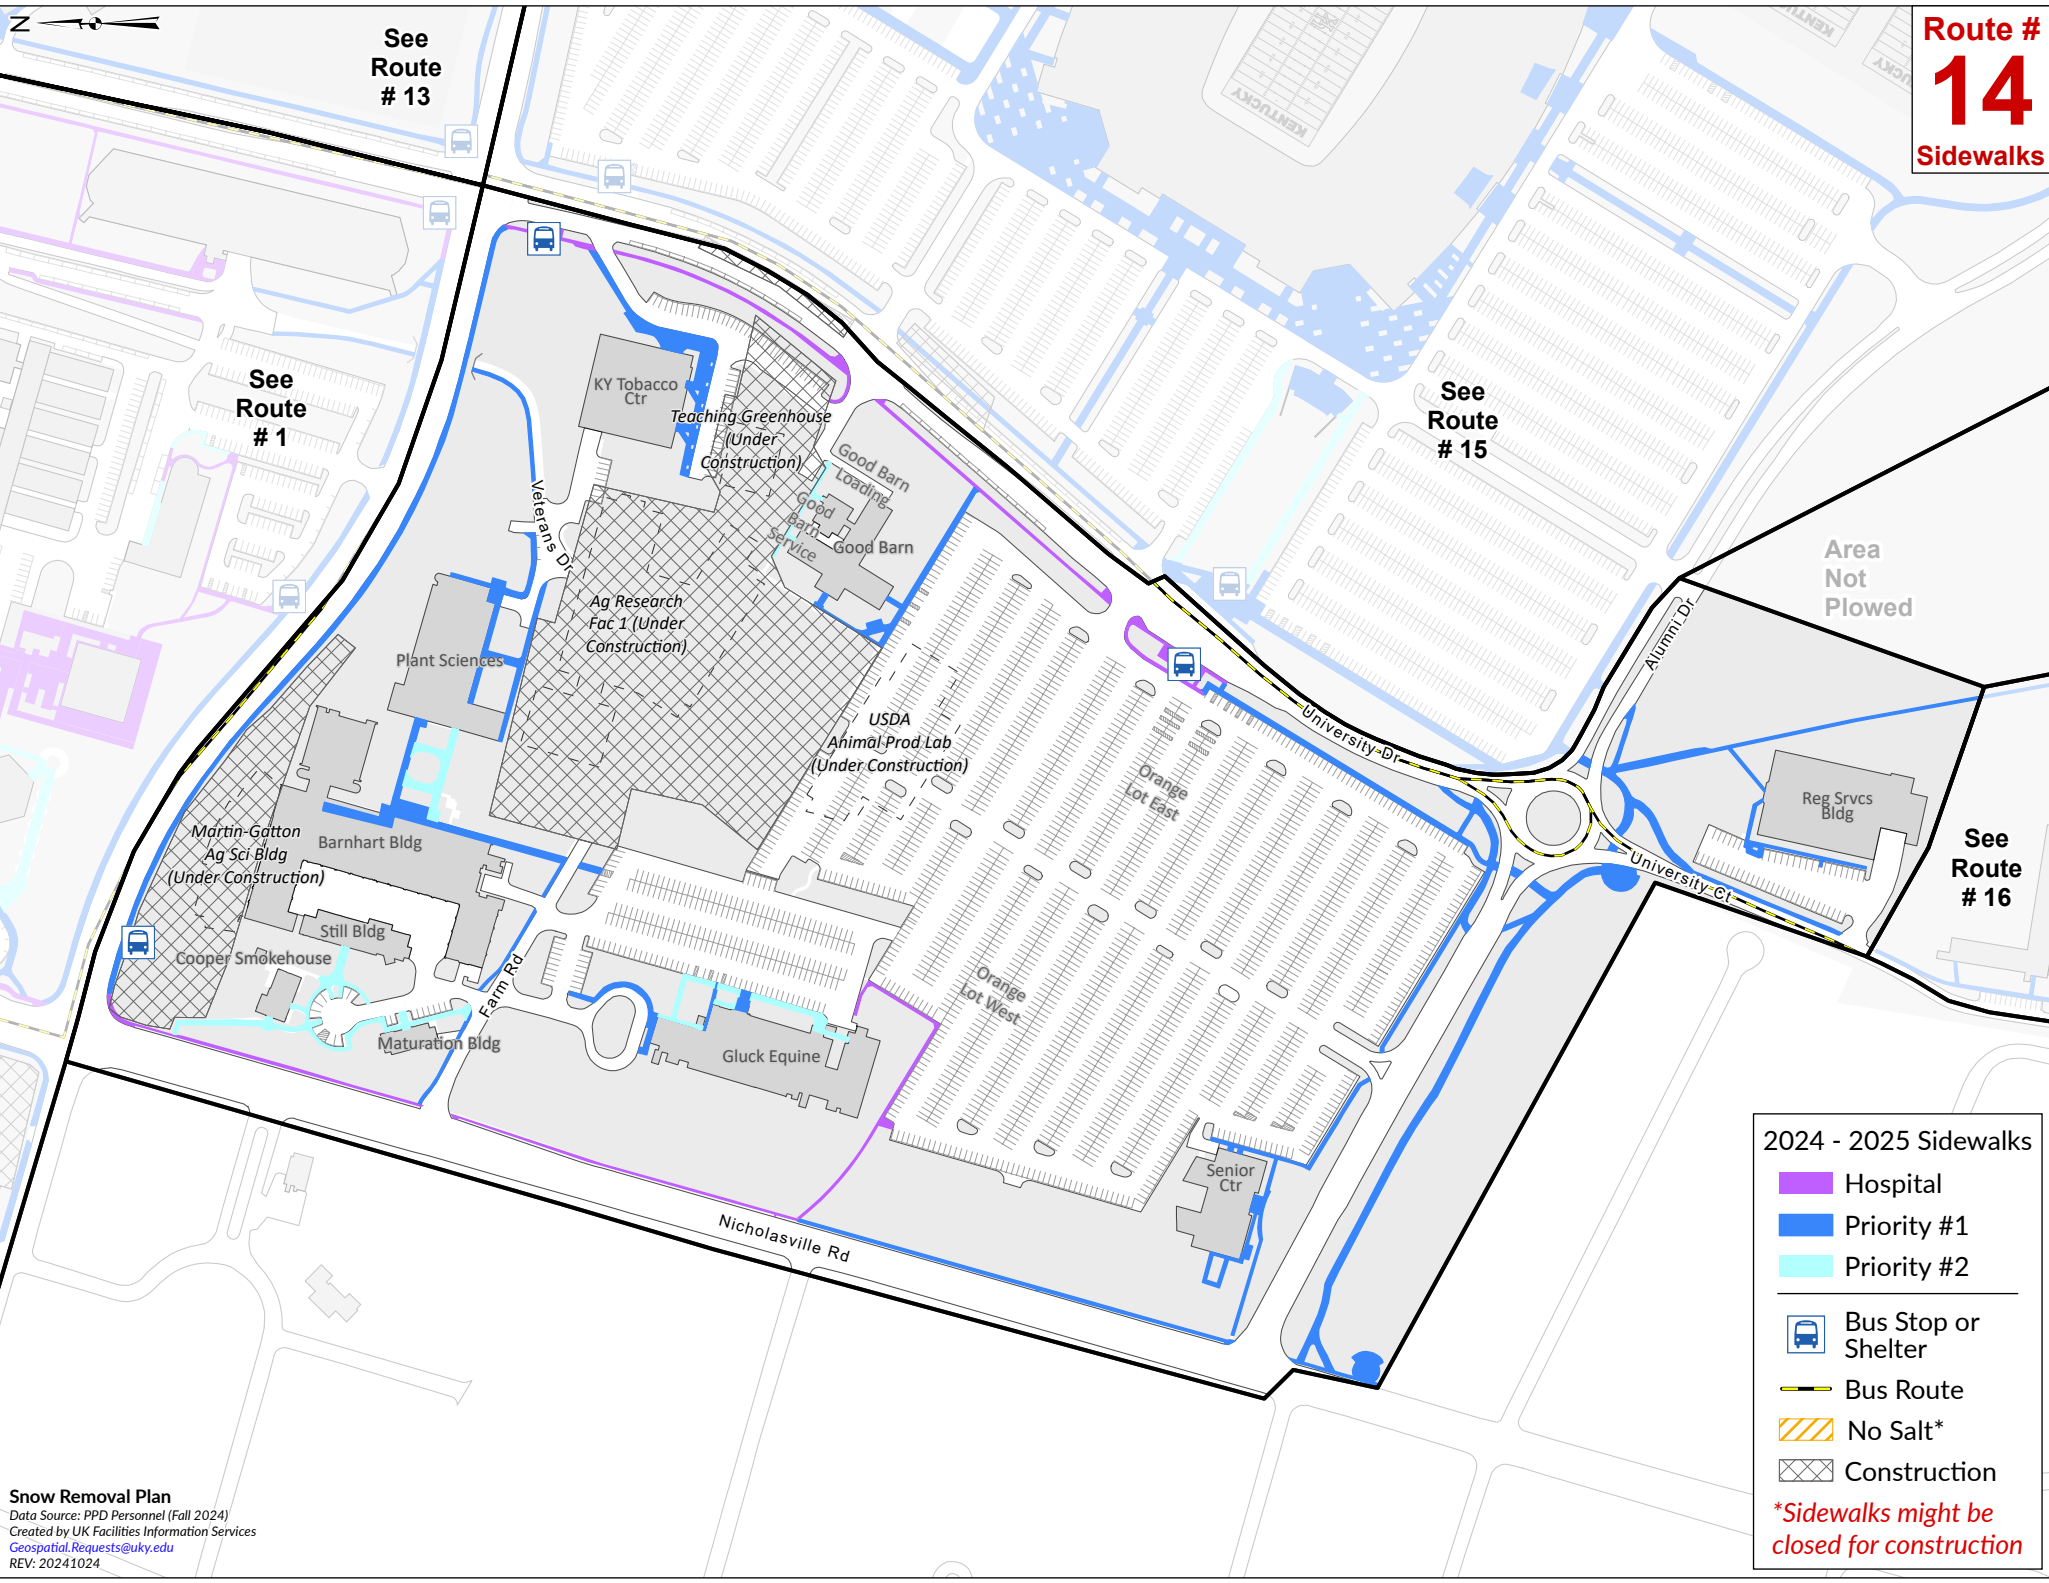 N
See
Route
# 13
Route #
14
Sidewalks
KENTUCKY
KENTUCKY
See
Route
# 1
See
Route
# 15
Area
Not
Plowed
See
Route
# 16
KY Tobacco
Ctr
Teaching Greenhouse
(Under
Construction)
Good Barn
Loading
Good
Barn
Service
Good Barn
Veterans Dr
Ag Research
Fac 1 (Under
Construction)
Plant Sciences
USDA
Animal Prod Lab
(Under Construction)
Orange
Lot East
University Dr
Alumni Dr
Reg Srvcs
Bldg
University Ct
Martin-Gatton
Ag Sci Bldg
(Under Construction)
Barnhart Bldg
Still Bldg
Cooper Smokehouse
Farm Rd
Maturation Bldg
Gluck Equine
Orange
Lot West
Senior
Ctr
Nicholasville Rd
2024 - 2025 Sidewalks
Hospital
Priority #1
Priority #2
Bus Stop or
Shelter
Bus Route
No Salt*
Construction
*Sidewalks might be
closed for construction
Snow Removal Plan
Data Source: PPD Personnel (Fall 2024)
Created by UK Facilities Information Services
Geospatial.Requests@uky.edu
REV: 20241024